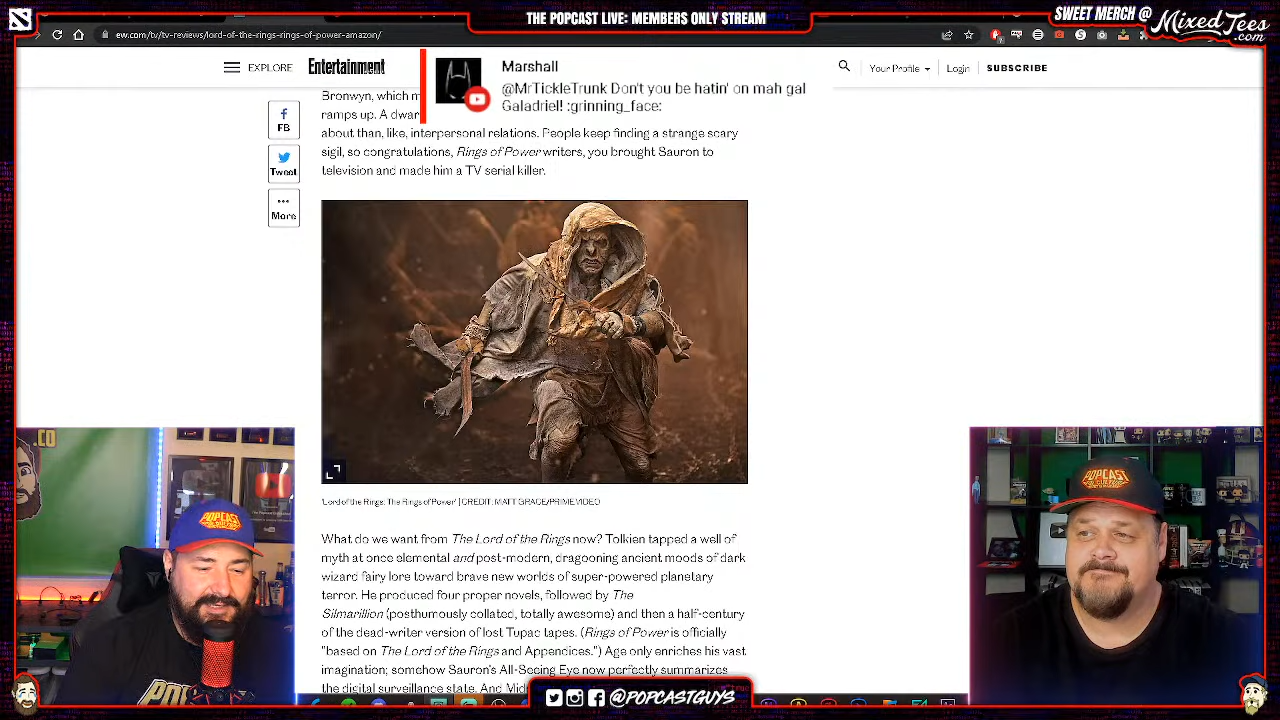 THE POPCAST LIVE: MEMBERS ONLY STREAM
SWEET MERCH @
MixedTees.com
ew.com/tv/tv-reviews/lord-of-the-rings-rings-of-power-amazon/
EXPLORE
Entertainment
Your Profile
Login
SUBSCRIBE
Marshall
@MrTickleTrunk Don't you be hatin' on mah gal
Galadriel! :grinning_face:
FB
Tweet
More
Bronwyn, which
ramps up. A
about than, like, interpersonal relations. People keep finding a strange scary
sigil, so congratulations, Rings of Power writers, you brought Sauron to
television and made him a TV serial killer.
'Lord of the Rings: The Rings of Power' | CREDIT: MATT GRACE/PRIME VIDEO
What do we want from The Lord of the Rings now? Tolkien tapped a well of
myth at once elemental and post-modern, dragooning ancient moods of dark
wizard fairy lore toward brave new worlds of super-powered planetary
terror. He produced four proper novels, followed by The
Silmarillion (posthumously collated, totally awesome) and then a half-century
of the dead-writer version of lost Tupac tapes. (Rings of Power is officially
"based on The Lord of the Rings and Appendices.") Age only enriches his vast
imagination; somehow Sauron's All-Seeing Eye now perfectly summates
the digital surveillance state. And
.CO
POPCAST
POPCAST
@POPCASTGUYS